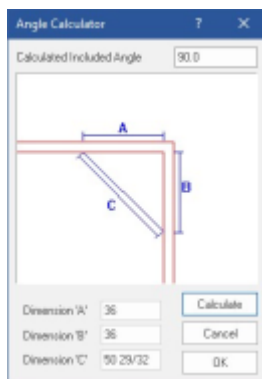 Angle Calculator ? ×
Calculated Included Angle 90.0
A
B
C
Dimension 'A' 36
Calculate
Dimension 'B' 36
Cancel
Dimension 'C' 50 29/32
OK